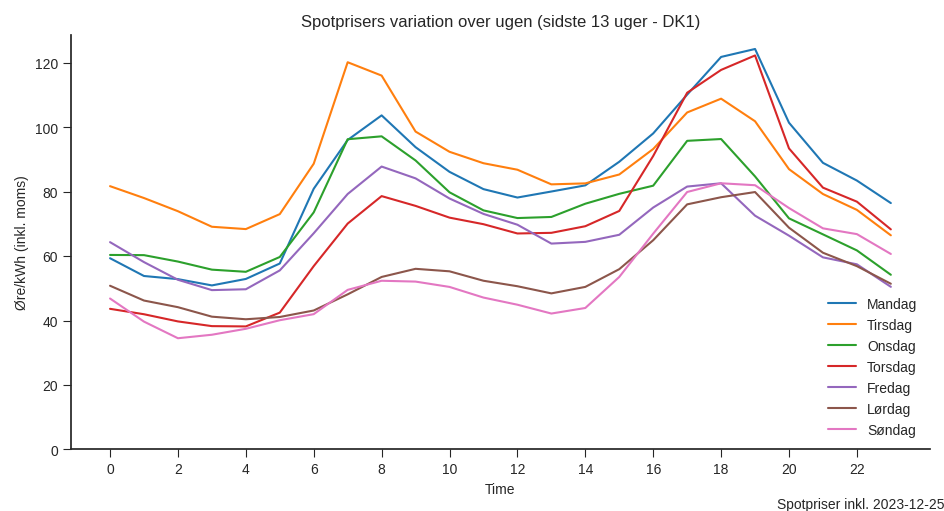 Spotprisers variation over ugen (sidste 13 uger - DK1)
Øre/kWh (inkl. moms)
120
100
80
60
40
20
0
0 2 4 6 8 10 12 14 16 18 20 22
Time
Mandag
Tirsdag
Onsdag
Torsdag
Fredag
Lørdag
Søndag
Spotpriser inkl. 2023-12-25